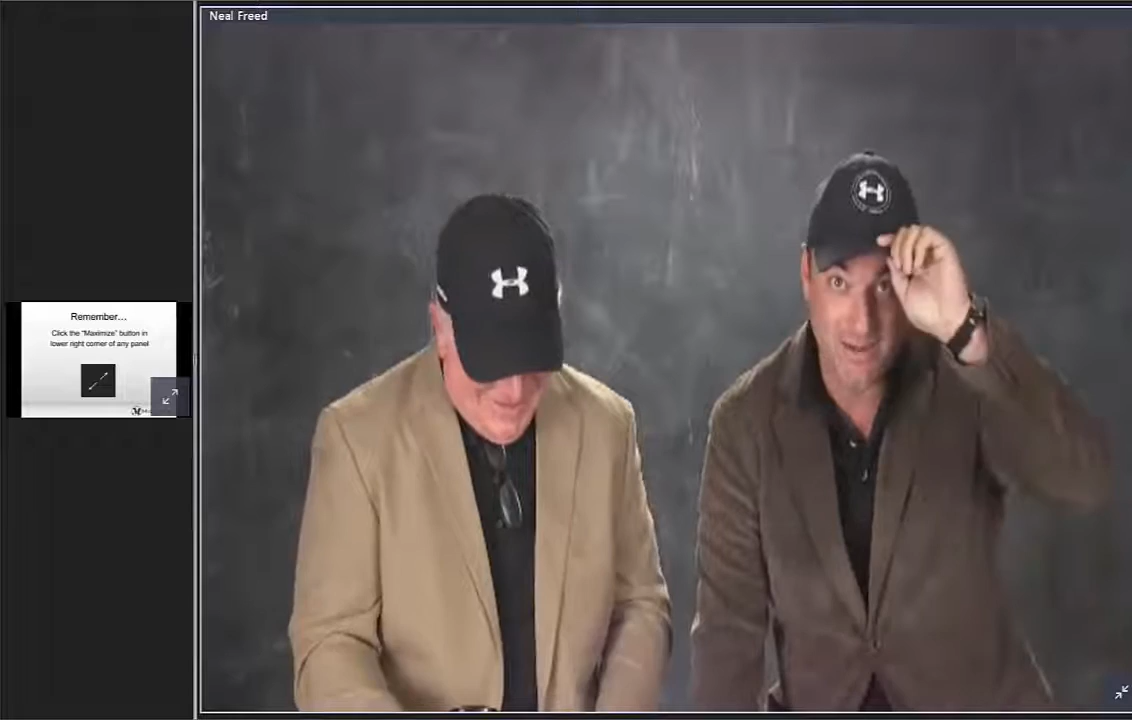 Neal Freed
Remember...
Click the "Maximize" button in
lower right corner of any panel